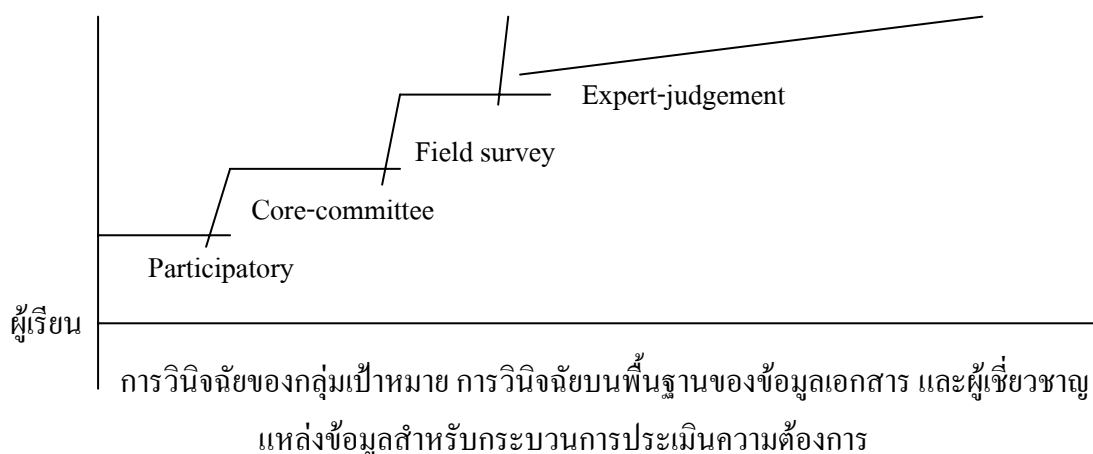 Expert-judgement
Field survey
Core-committee
Participatory
ผู้เรียน
การวินิจฉัยของกลุ่มเป้าหมาย การวินิจฉัยบนพื้นฐานของข้อมูลเอกสาร และผู้เชี่ยวชาญ
แหล่งข้อมูลสำหรับกระบวนการประเมินความต้องการ